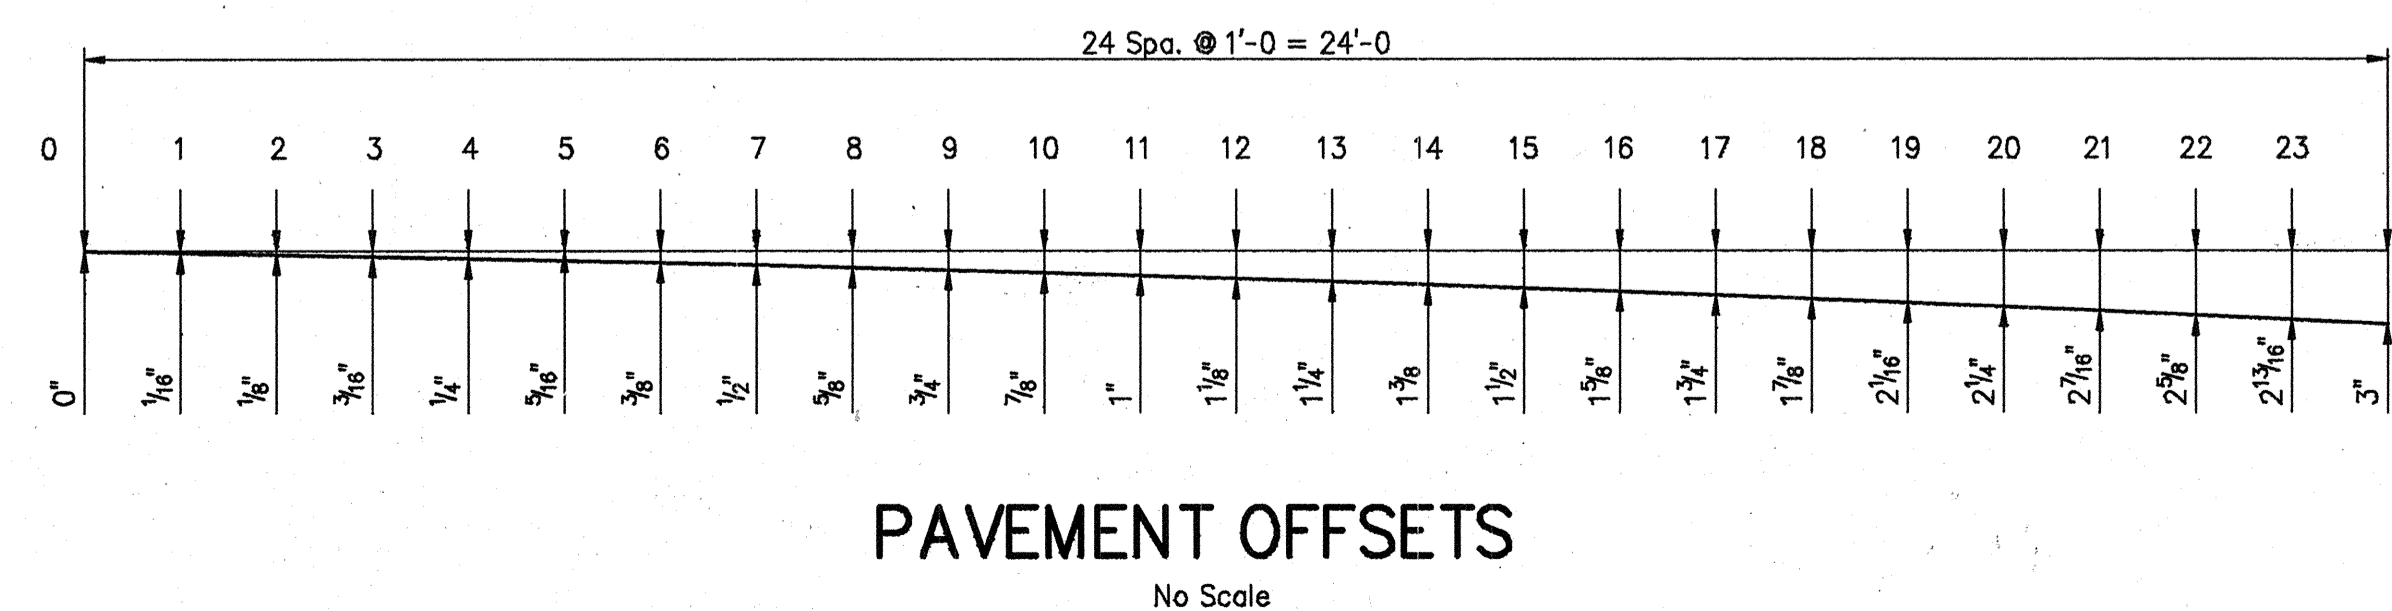 24 Spa. @ 1'-0 = 24'-0
0 1 2 3 4 5 6 7 8 9 10 11 12 13 14 15 16 17 18 19 20 21 22 23
0" 1/16" 1/8" 3/16" 1/4" 5/16" 3/8" 1/2" 5/8" 3/4" 7/8" 1" 1 1/8" 1 1/4" 1 3/8 1 1/2" 1 5/8" 1 3/4" 1 7/8" 2 1/16" 2 1/4" 2 7/16" 2 5/8" 2 13/16" 3"
PAVEMENT OFFSETS
No Scale